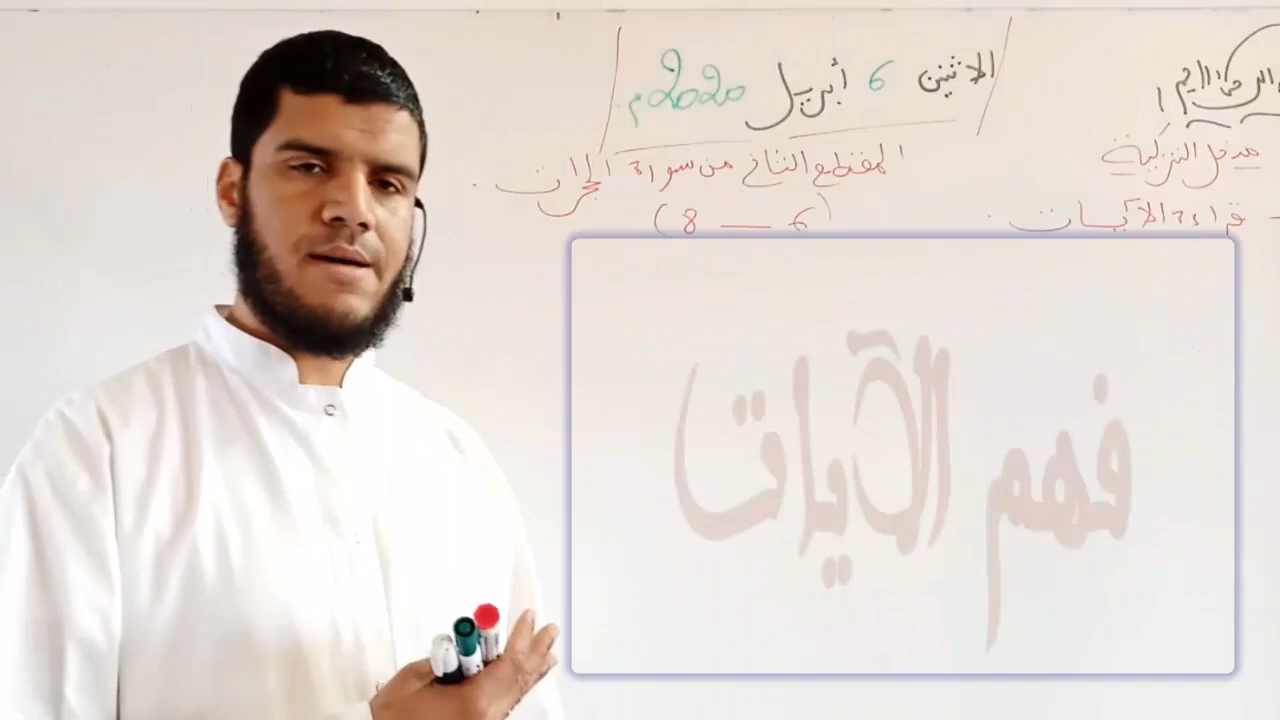 الاثنين 6 أبريل 2020م
مدخل التزكية
المقطع الثاني من سورة الحجرات.
- قراءة الآيات.
(6 — 8)
فهم الآيات